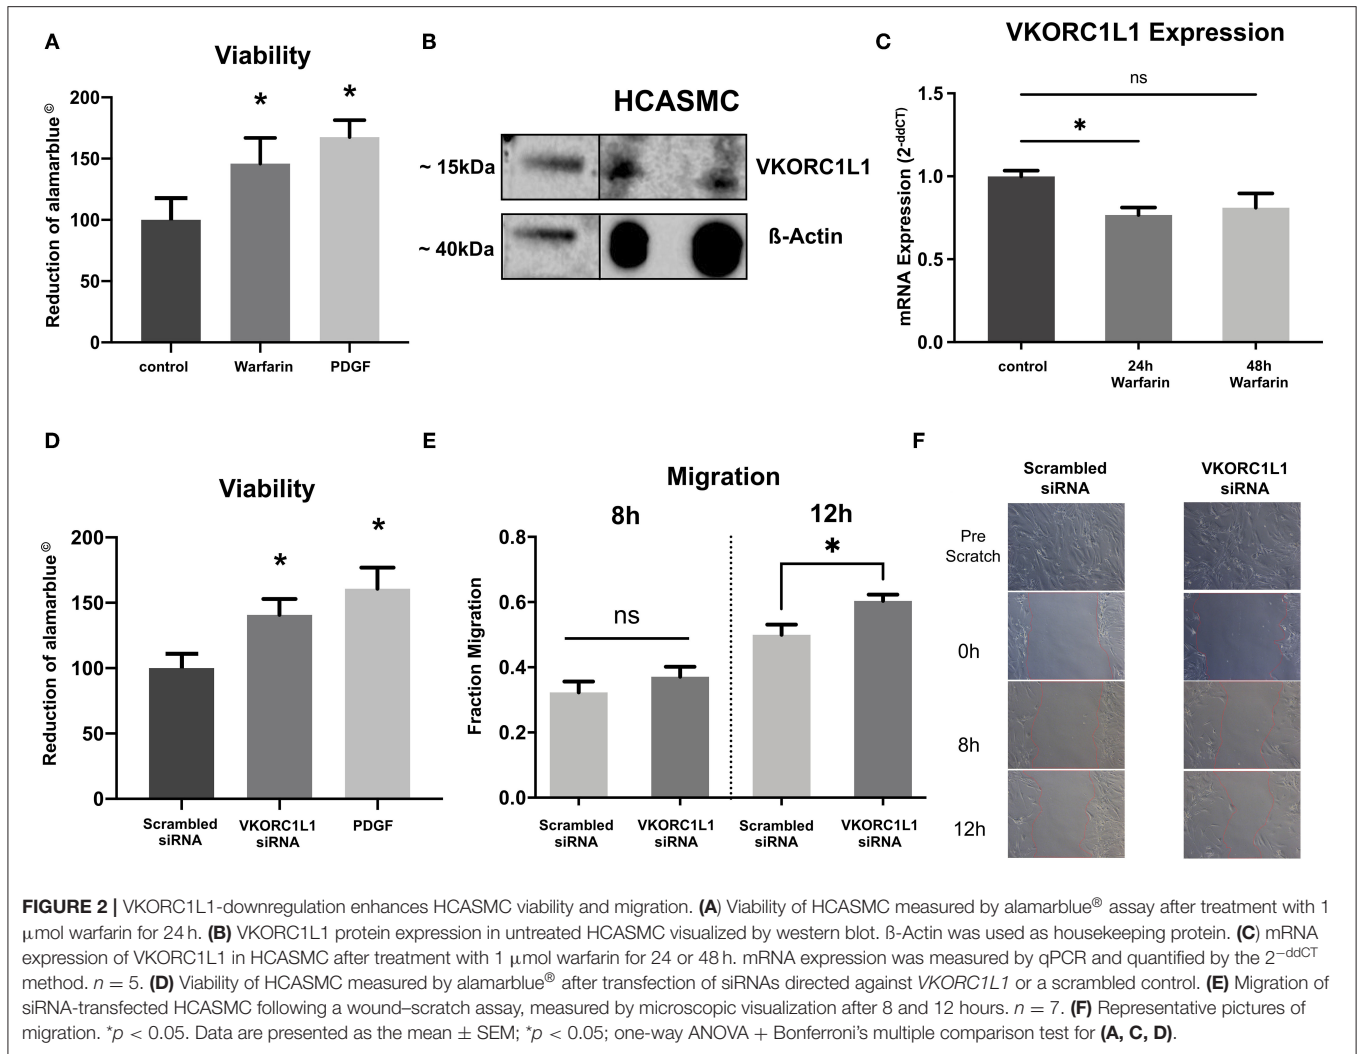 A
Viability
Reduction of alamarblue ©
200
150
100
50
0
*
*
control
Warfarin
PDGF
B
HCASMC
~ 15kDa
VKORC1L1
~ 40kDa
ß-Actin
C
VKORC1L1 Expression
mRNA Expression (2-ddCT)
1.5
1.0
0.5
0.0
ns
*
control
24h
Warfarin
48h
Warfarin
D
Viability
Reduction of alamarblue ©
200
150
100
50
0
*
*
Scrambled
siRNA
VKORC1L1
siRNA
PDGF
E
Migration
8h
12h
Fraction Migration
0.8
0.6
0.4
0.2
0.0
ns
*
Scrambled
siRNA
VKORC1L1
siRNA
Scrambled
siRNA
VKORC1L1
siRNA
F
Scrambled
siRNA
VKORC1L1
siRNA
Pre
Scratch
0h
8h
12h
FIGURE 2 | VKORC1L1-downregulation enhances HCASMC viability and migration. (A) Viability of HCASMC measured by alamarblue® assay after treatment with 1
µmol warfarin for 24 h. (B) VKORC1L1 protein expression in untreated HCASMC visualized by western blot. ß-Actin was used as housekeeping protein. (C) mRNA
expression of VKORC1L1 in HCASMC after treatment with 1 µmol warfarin for 24 or 48 h. mRNA expression was measured by qPCR and quantified by the 2−ddCT
method. n = 5. (D) Viability of HCASMC measured by alamarblue® after transfection of siRNAs directed against VKORC1L1 or a scrambled control. (E) Migration of
siRNA-transfected HCASMC following a wound–scratch assay, measured by microscopic visualization after 8 and 12 hours. n = 7. (F) Representative pictures of
migration. *p < 0.05. Data are presented as the mean ± SEM; *p < 0.05; one-way ANOVA + Bonferroni's multiple comparison test for (A, C, D).